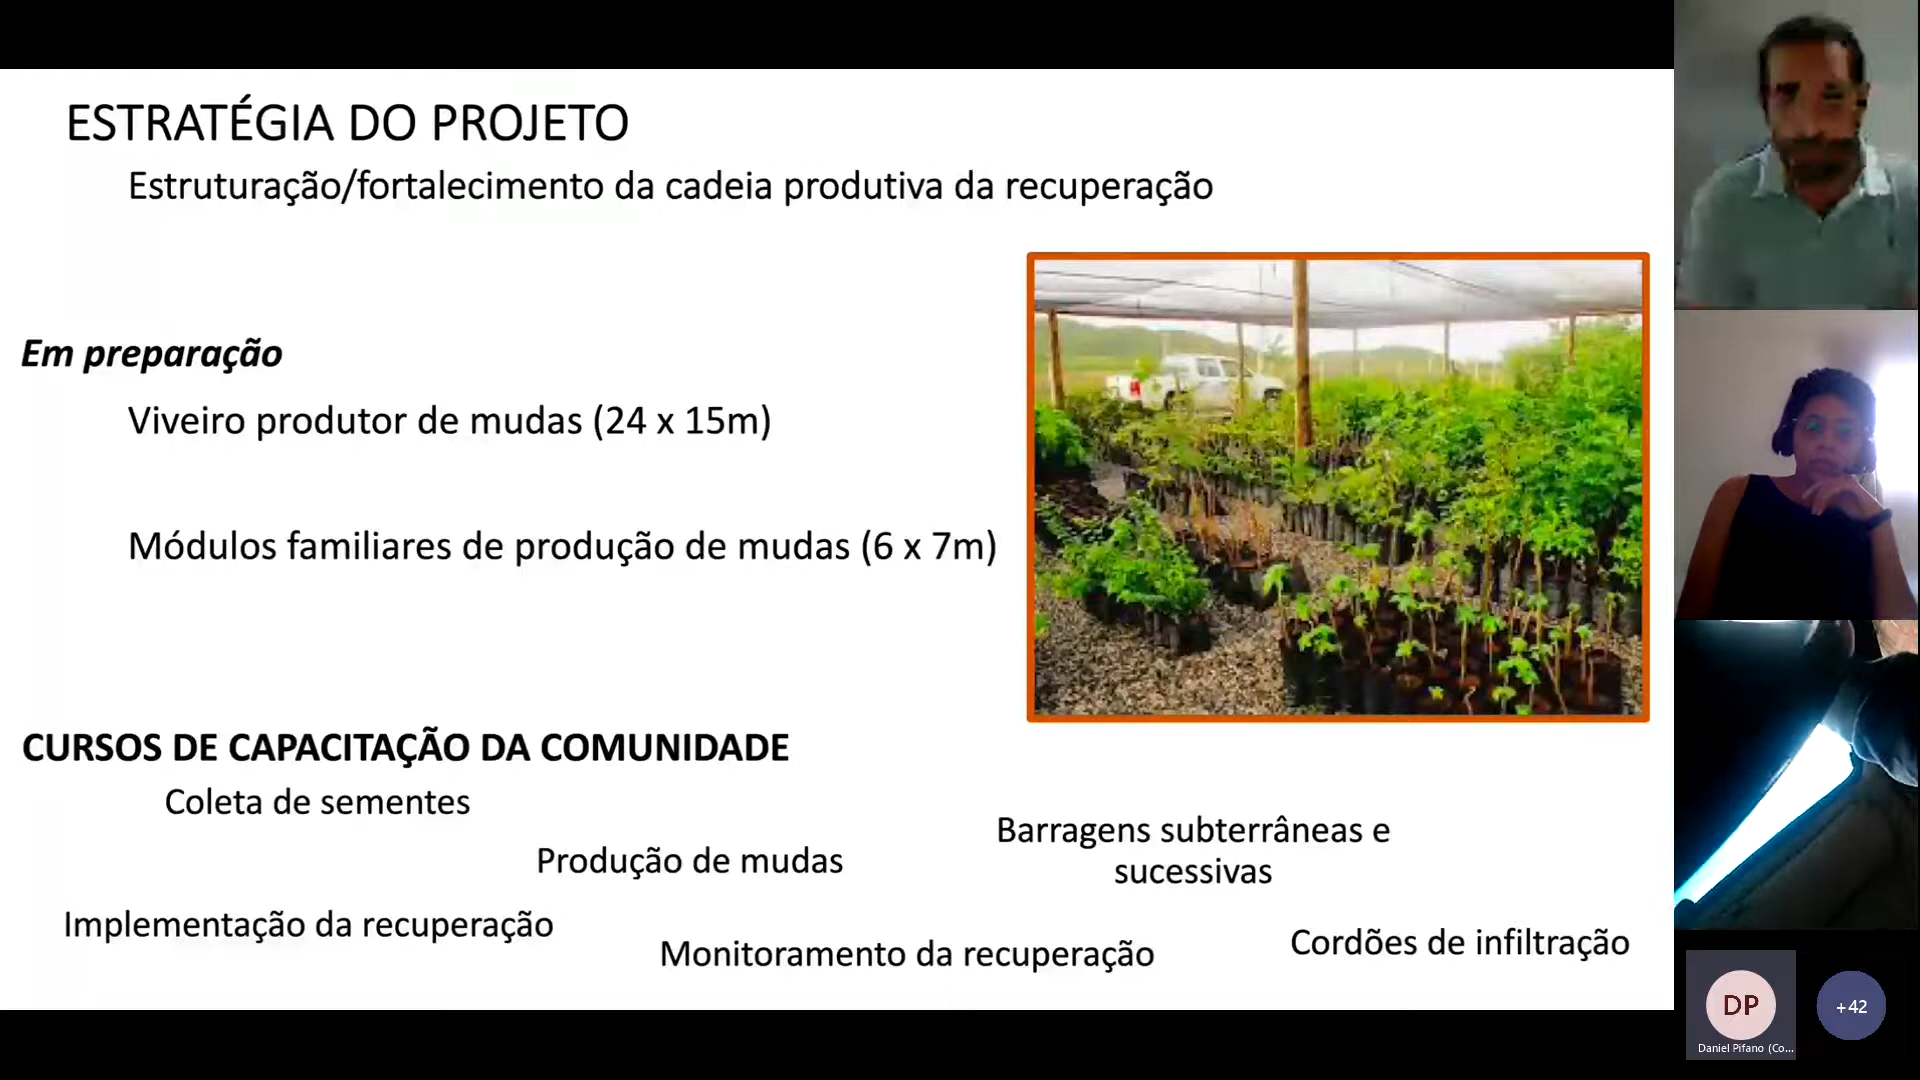 ESTRATÉGIA DO PROJETO
Estruturação/fortalecimento da cadeia produtiva da recuperação
Em preparação
Viveiro produtor de mudas (24 x 15m)
Módulos familiares de produção de mudas (6 x 7m)
CURSOS DE CAPACITAÇÃO DA COMUNIDADE
Coleta de sementes
Produção de mudas
Barragens subterrâneas e
sucessivas
Implementação da recuperação
Monitoramento da recuperação
Cordões de infiltração
DP
+42
Daniel Pifano (Co...